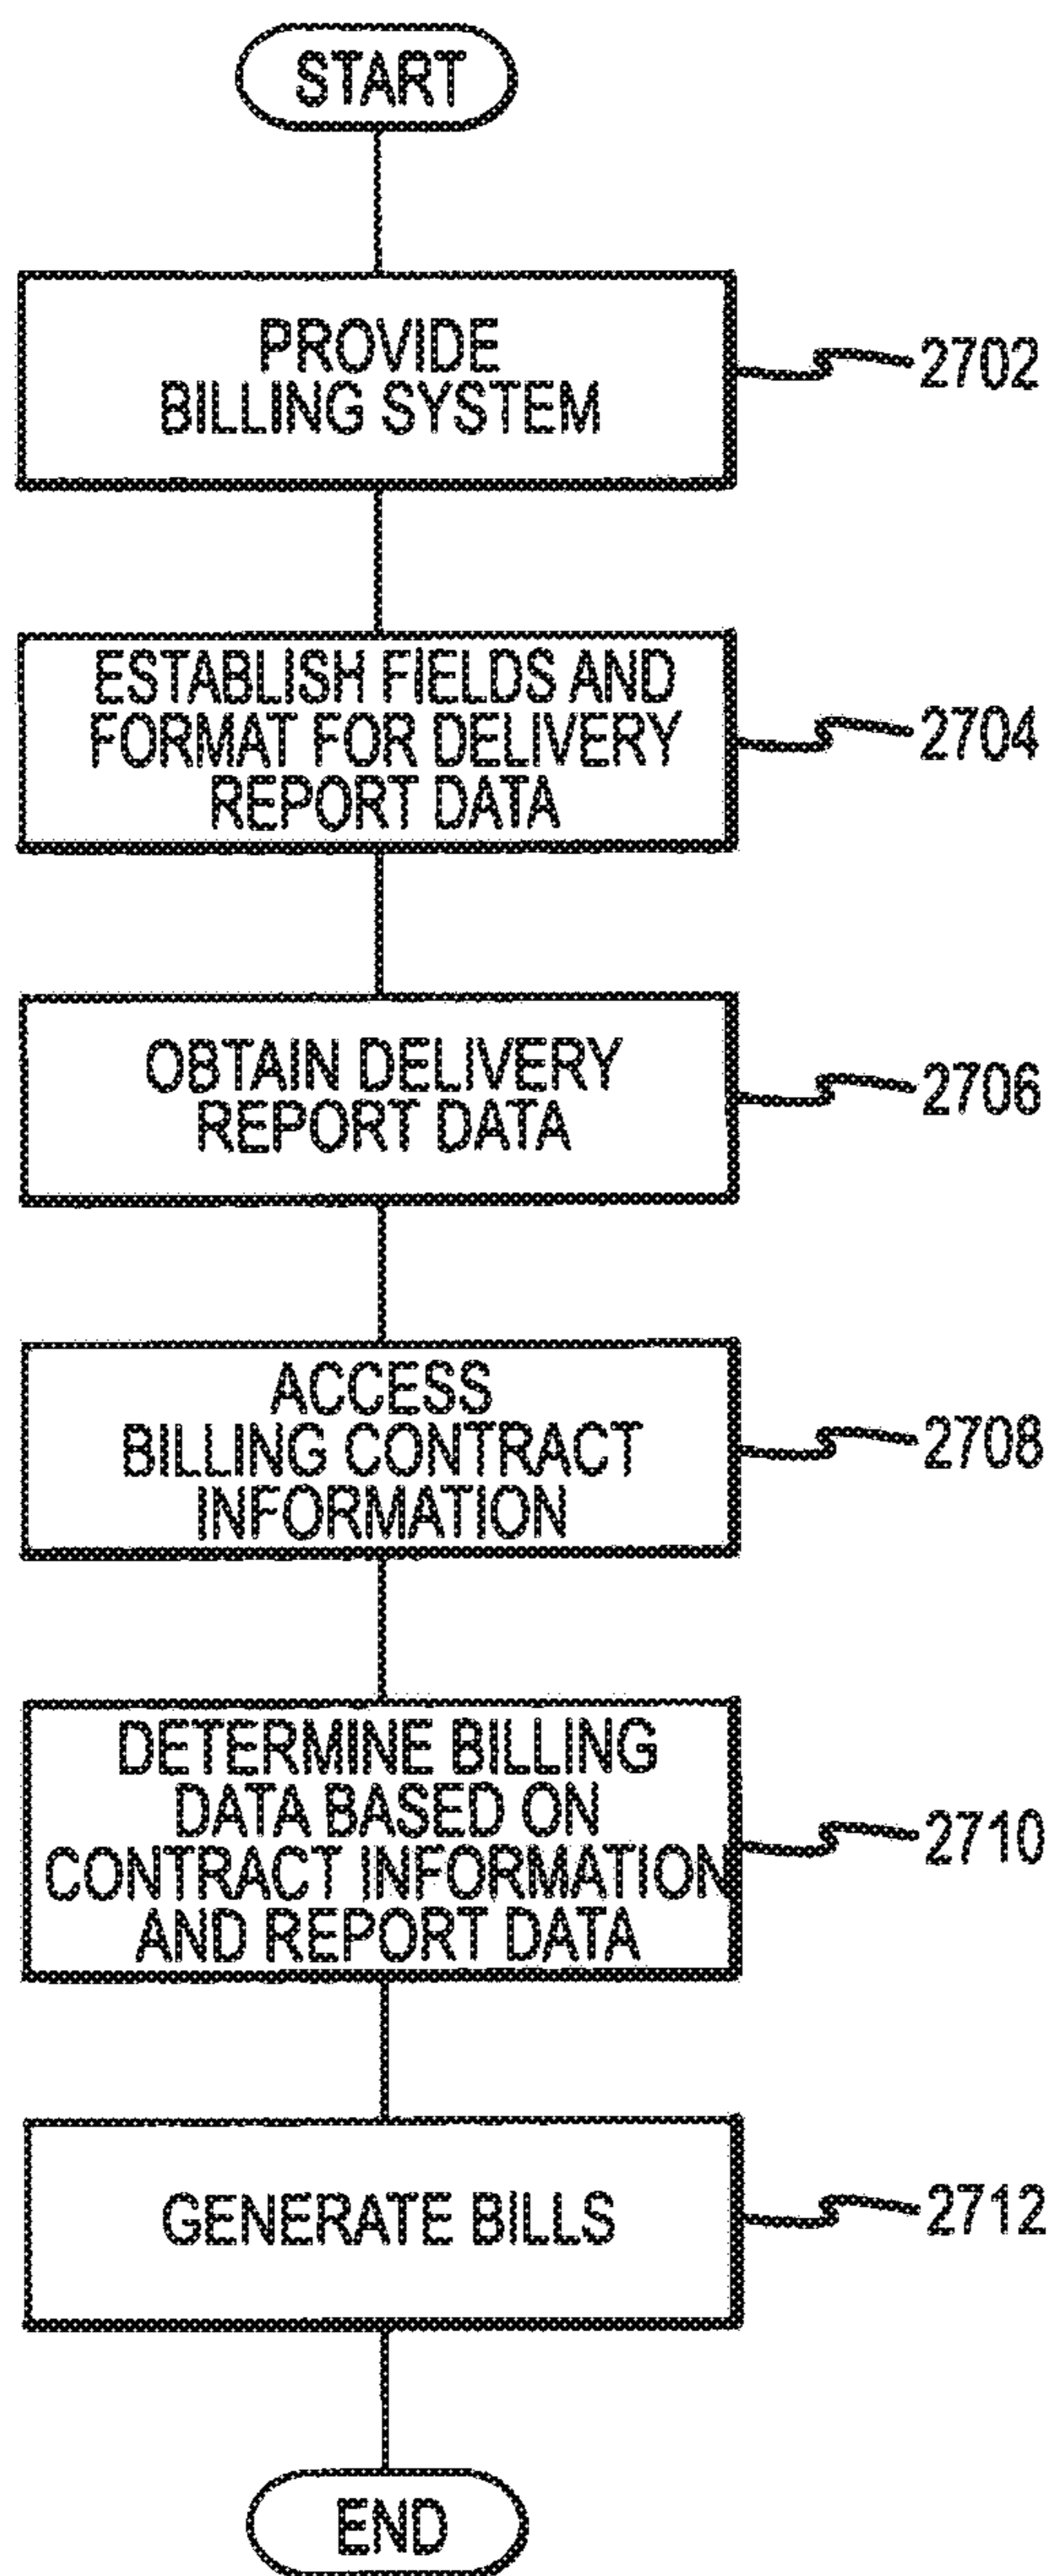 START
PROVIDE
BILLING SYSTEM
2702
ESTABLISH FIELDS AND
FORMAT FOR DELIVERY
REPORT DATA
2704
OBTAIN DELIVERY
REPORT DATA
2706
ACCESS
BILLING CONTRACT
INFORMATION
2708
DETERMINE BILLING
DATA BASED ON
CONTRACT INFORMATION
AND REPORT DATA
2710
GENERATE BILLS
2712
END